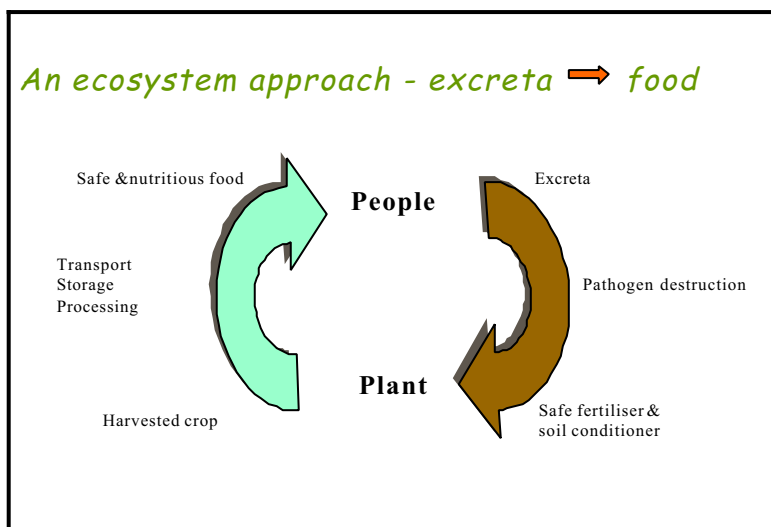 An ecosystem approach - excreta food
Safe &nutritious food
People
Excreta
Transport
Storage
Processing
Pathogen destruction
Plant
Harvested crop
Safe fertiliser &
soil conditioner